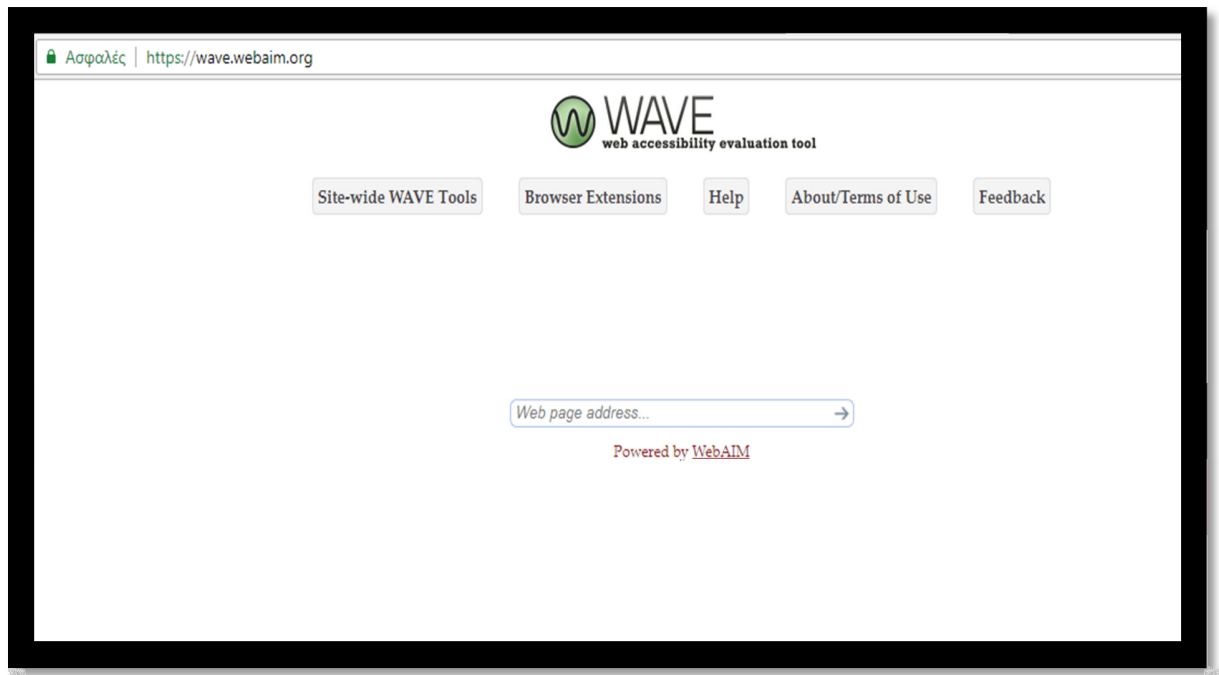 Ασφαλές | https://wave.webaim.org
WAVE
web accessibility evaluation tool
Site-wide WAVE Tools Browser Extensions Help About/Terms of Use Feedback
Web page address...
Powered by WebAIM